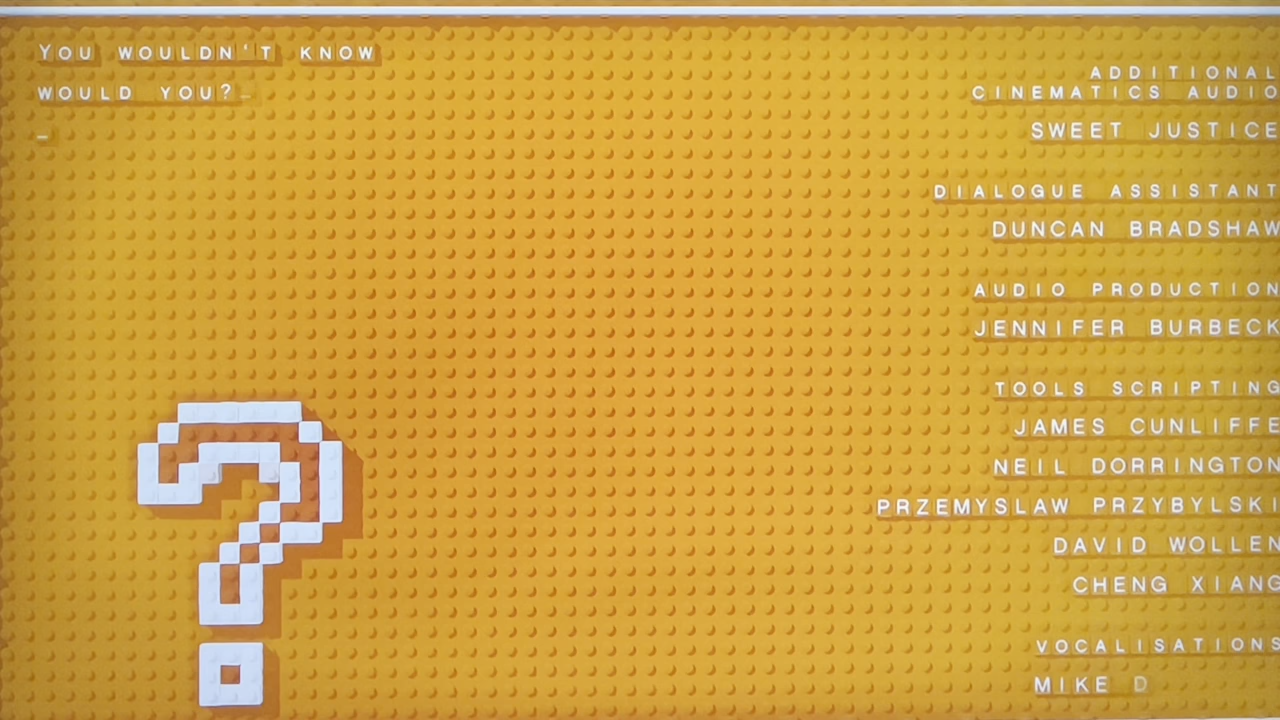 You wouldn't know
would you?_
_
ADDITIONAL
CINEMATICS AUDIO
SWEET JUSTICE
DIALOGUE ASSISTANT
DUNCAN BRADSHAW
AUDIO PRODUCTION
JENNIFER BURBECK
TOOLS SCRIPTING
JAMES CUNLIFFE
NEIL DORRINGTON
PRZEMYSLAW PRZYBYLSKI
DAVID WOLLEN
CHENG XIANG
VOCALISATIONS
MIKE D